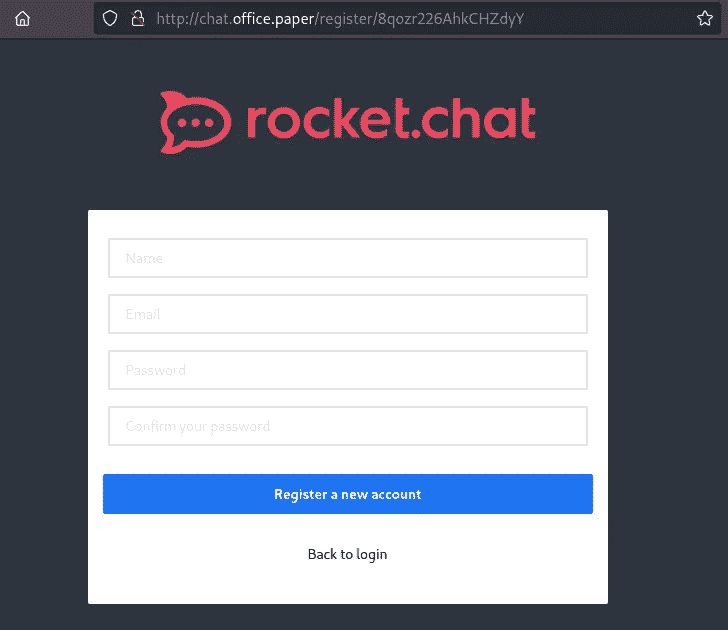 http://chat.office.paper/register/8qozr226AhkCHZdyY
rocket.chat
Name
Email
Password
Confirm your password
Register a new account
Back to login